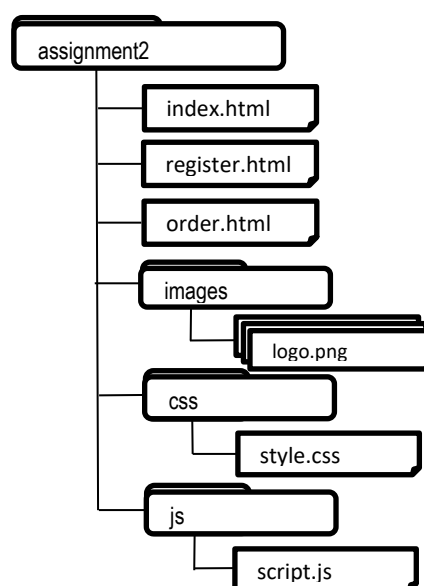 assignment2
index.html
register.html
order.html
images
logo.png
css
style.css
js
script.js